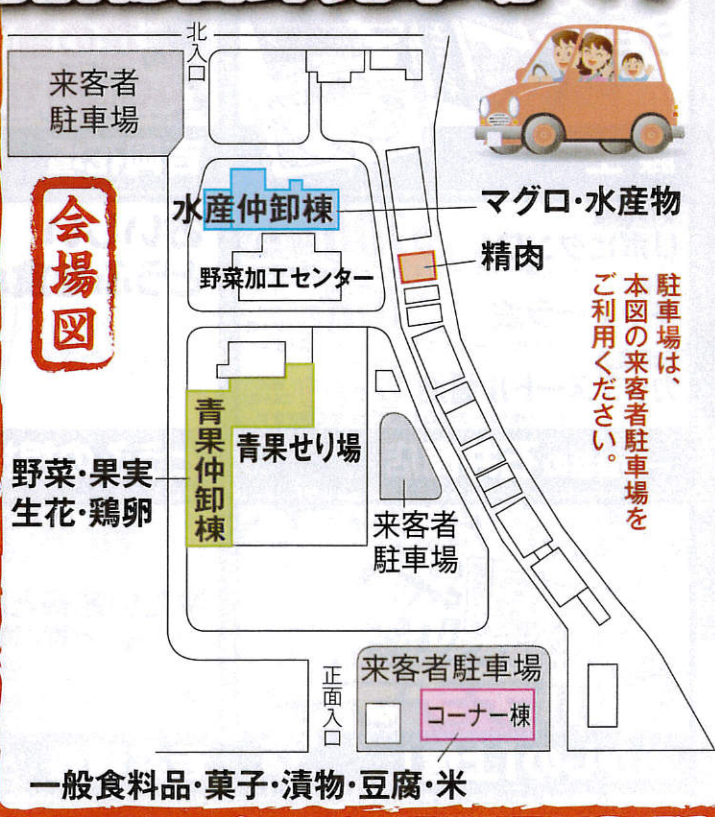 北入口
来客者
駐車場
会場図
水産仲卸棟
マグロ・水産物
野菜加工センター
精肉
駐車場は、
本図の来客者駐車場を
ご利用ください。
青果仲卸棟
青果せり場
野菜・果実
生花・鶏卵
来客者
駐車場
正面入口
来客者駐車場
コーナー棟
一般食料品・菓子・漬物・豆腐・米